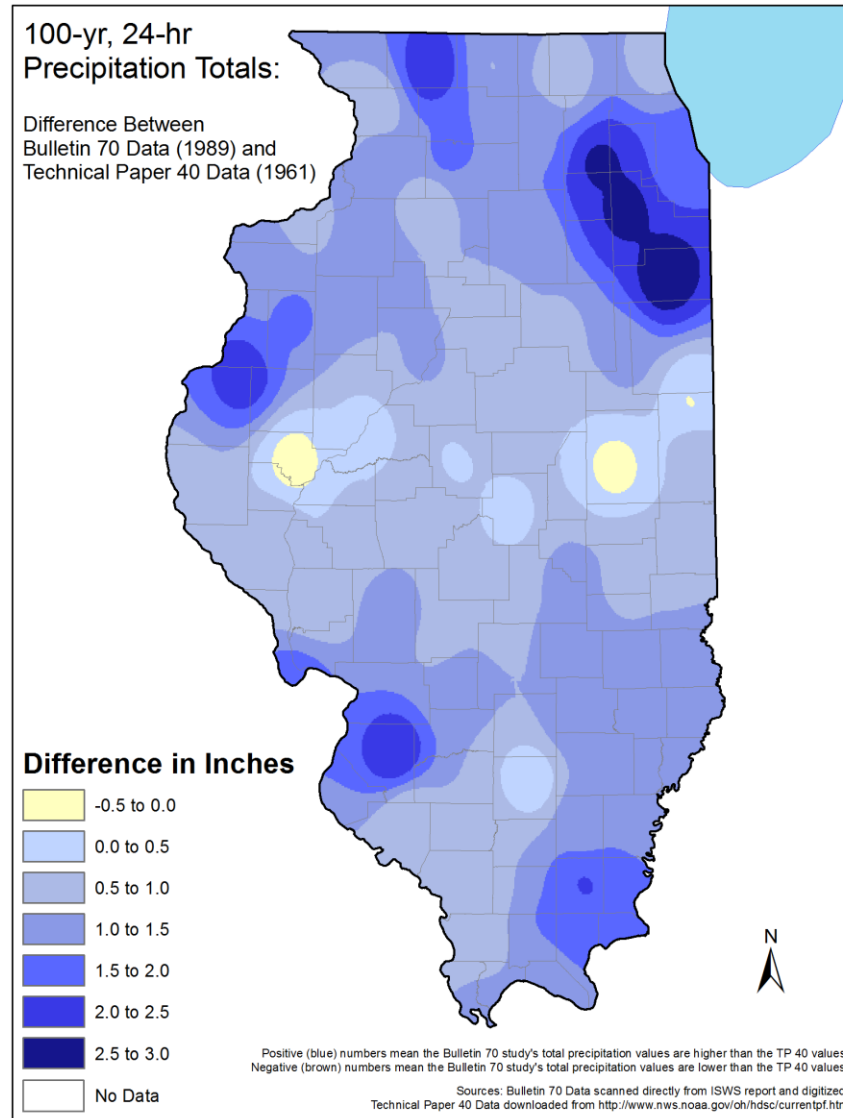 100-yr, 24-hr
Precipitation Totals:
Difference Between
Bulletin 70 Data (1989) and
Technical Paper 40 Data (1961)
Difference in Inches
-0.5 to 0.0
0.0 to 0.5
0.5 to 1.0
1.0 to 1.5
1.5 to 2.0
2.0 to 2.5
2.5 to 3.0
No Data
N
Positive (blue) numbers mean the Bulletin 70 study's total precipitation values are higher than the TP 40 values
Negative (brown) numbers mean the Bulletin 70 study's total precipitation values are lower than the TP 40 values
Sources: Bulletin 70 Data scanned directly from ISWS report and digitized
Technical Paper 40 Data downloaded from http://www.nws.noaa.gov/oh/hdsc/currentpf.htm